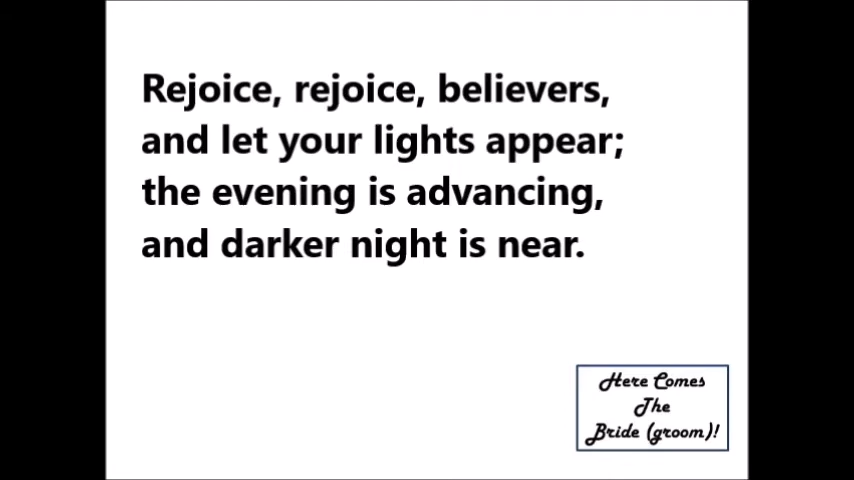 Rejoice, rejoice, believers,
and let your lights appear;
the evening is advancing,
and darker night is near.
Here Comes
The
Bride (groom)!